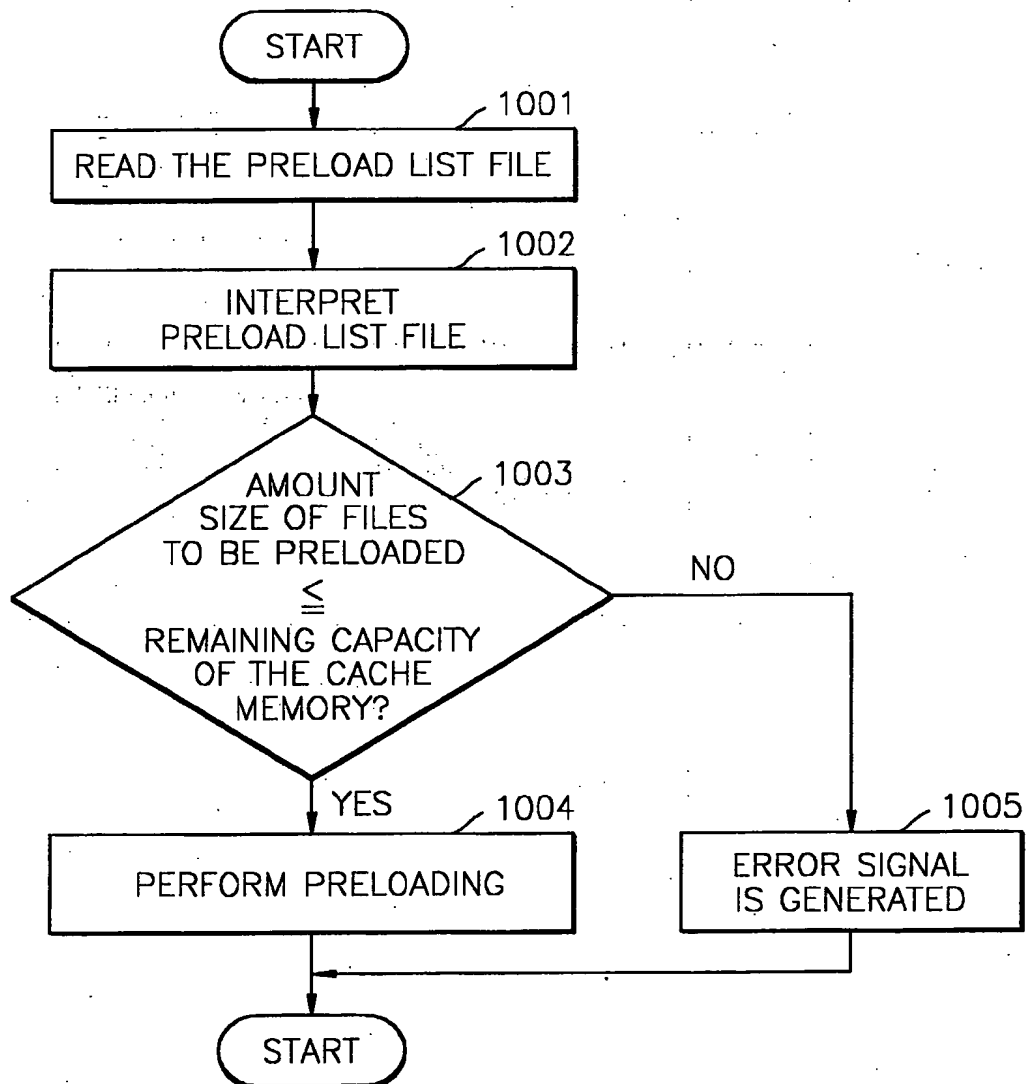 START
1001
READ THE PRELOAD LIST FILE
1002
INTERPRET
PRELOAD LIST FILE
1003
AMOUNT
SIZE OF FILES
TO BE PRELOADED
≦
REMAINING CAPACITY
OF THE CACHE
MEMORY?
NO
YES
1004
PERFORM PRELOADING
1005
ERROR SIGNAL
IS GENERATED
START